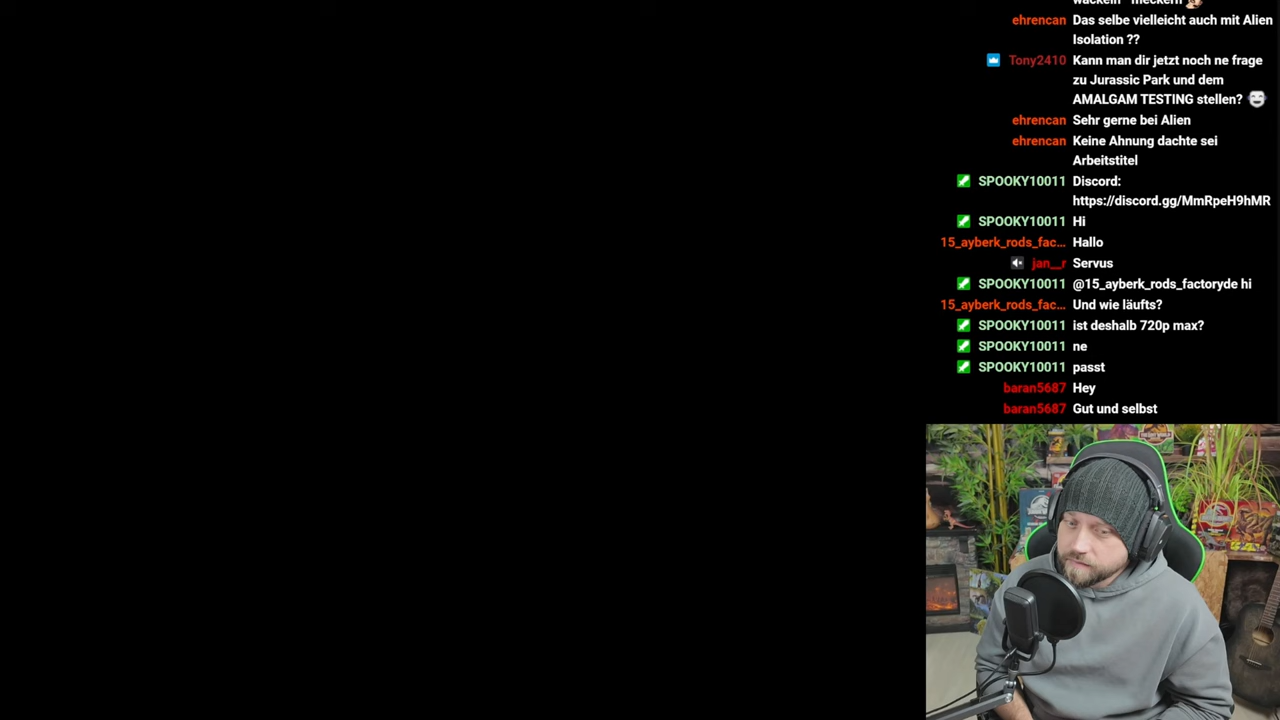 wackeln" meckern
ehrencan Das selbe vielleicht auch mit Alien
Isolation ??
Tony2410 Kann man dir jetzt noch ne frage
zu Jurassic Park und dem
AMALGAM TESTING stellen?
ehrencan Sehr gerne bei Alien
ehrencan Keine Ahnung dachte sei
Arbeitstitel
SPOOKY10011 Discord:
https://discord.gg/MmRpeH9hMR
SPOOKY10011 Hi
15_ayberk_rods_fac... Hallo
jan__r Servus
SPOOKY10011 @15_ayberk_rods_factoryde hi
15_ayberk_rods_fac... Und wie läufts?
SPOOKY10011 ist deshalb 720p max?
SPOOKY10011 ne
SPOOKY10011 passt
baran5687 Hey
baran5687 Gut und selbst